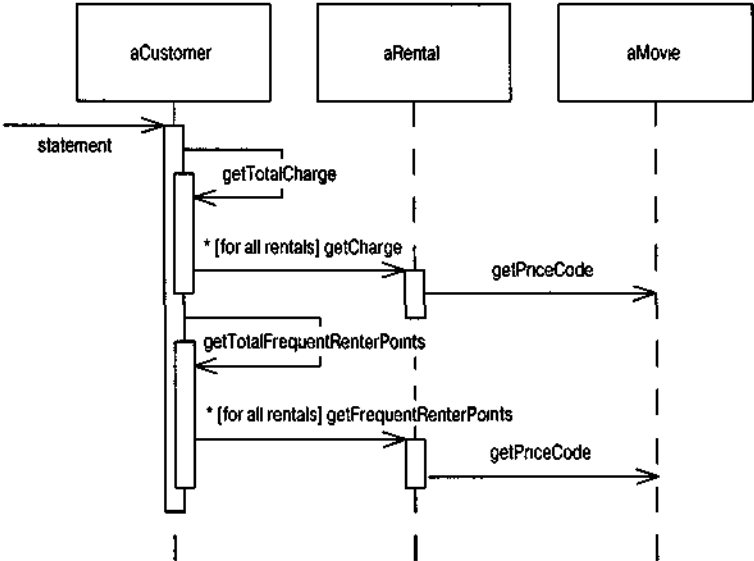 aCustomer
aRental
aMovie
statement
getTotalCharge
* [for all rentals] getCharge
getPriceCode
getTotalFrequentRenterPoints
* [for all rentals] getFrequentRenterPoints
getPriceCode